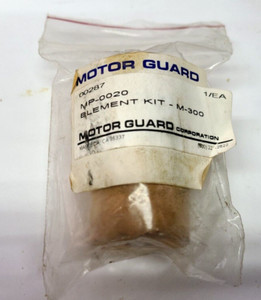 MOTOR GUARD
00287 1/EA
MP-0020
ELEMENT KIT - M-300
MOTOR GUARD CORPORATION